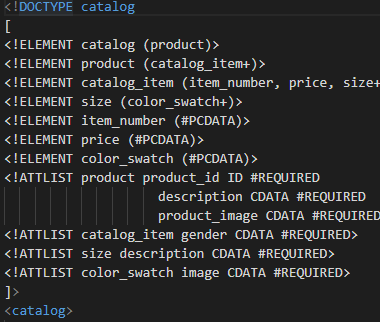 <!DOCTYPE catalog
[
<!ELEMENT catalog (product)>
<!ELEMENT product (catalog_item+)>
<!ELEMENT catalog_item (item_number, price, size+
<!ELEMENT size (color_swatch+)>
<!ELEMENT item_number (#PCDATA)>
<!ELEMENT price (#PCDATA)>
<!ELEMENT color_swatch (#PCDATA)>
<!ATTLIST product product_id ID #REQUIRED
description CDATA #REQUIRED
product_image CDATA #REQUIRED
<!ATTLIST catalog_item gender CDATA #REQUIRED>
<!ATTLIST size description CDATA #REQUIRED>
<!ATTLIST color_swatch image CDATA #REQUIRED>
]>
<catalog>